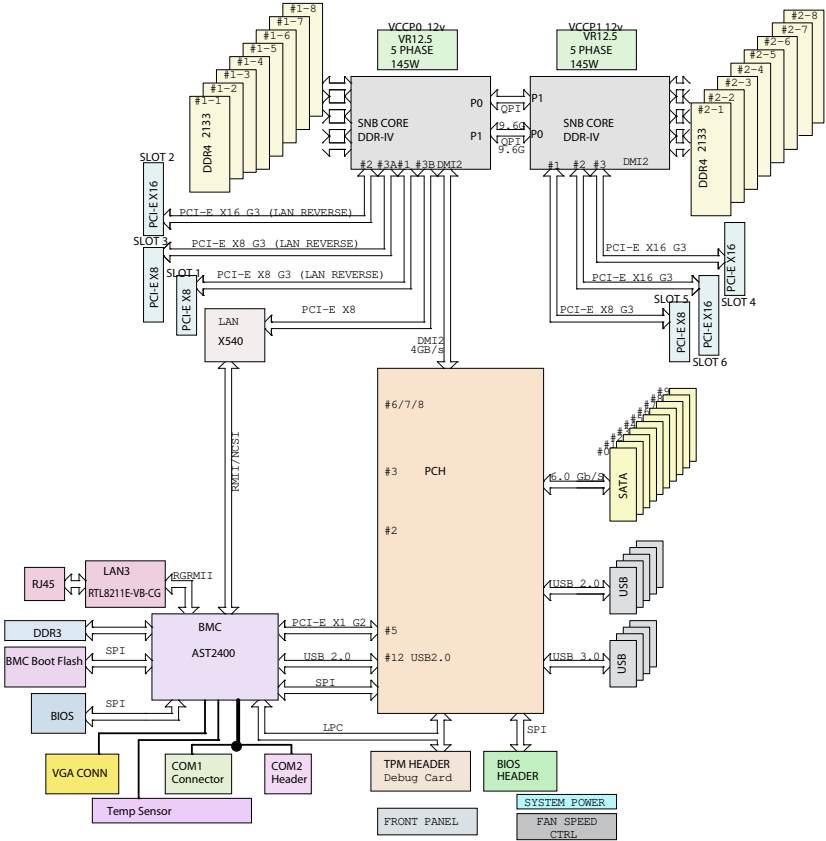 #1-8
#1-7
#1-6
#1-5
#1-4
#1-3
#1-2
#1-1
DDR4 2133
VCCP0 12v
VR12.5
5 PHASE
145W
VCCP1 12v
VR12.5
5 PHASE
145W
#2-8
#2-7
#2-6
#2-5
#2-4
#2-3
#2-2
#2-1
DDR4 2133
SNB CORE
DDR-IV
P0
P1
#2 #3A #1 #3B DMI2
QPI
9.6G
QPI
9.6G
P1
P0
SNB CORE
DDR-IV
#1 #2 #3 DMI2
SLOT 2
PCI-E X16
PCI-E X16 G3 (LAN REVERSE)
SLOT 3
PCI-E X8
PCI-E X8 G3 (LAN REVERSE)
SLOT 1
PCI-E X8
PCI-E X8 G3 (LAN REVERSE)
PCI-E X8
LAN
X540
DMI2
4GB/s
PCI-E X16 G3
PCI-E X16
SLOT 4
PCI-E X16 G3
PCI-E X16
SLOT 6
SLOT 5
PCI-E X8 G3
PCI-E X8
RMII/NCSI
#6/7/8
#3
PCH
#2
#5
#12 USB2.0
#9
#8
#7
#6
#5
#4
#3
#2
#1
#0
6.0 Gb/S
SATA
USB 2.0
USB
USB 3.0
USB
RJ45
LAN3
RTL8211E-VB-CG
RGRMII
BMC
AST2400
DDR3
BMC Boot Flash
SPI
BIOS
SPI
PCI-E X1 G2
USB 2.0
SPI
LPC
SPI
VGA CONN
COM1
Connector
COM2
Header
Temp Sensor
TPM HEADER
Debug Card
BIOS
HEADER
FRONT PANEL
SYSTEM POWER
FAN SPEED
CTRL